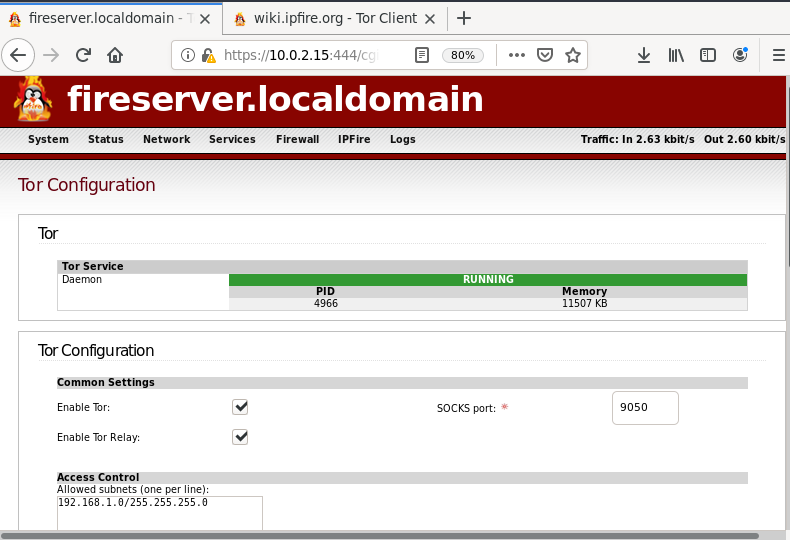 fireserver.localdomain - T
wiki.ipfire.org - Tor Client
https://10.0.2.15:444/cg
80%
fireserver.localdomain
System Status Network Services Firewall IPFire Logs Traffic: In 2.63 kbit/s Out 2.60 kbit/s
Tor Configuration
Tor
Tor Service
Daemon RUNNING
PID Memory
4966 11507 KB
Tor Configuration
Common Settings
Enable Tor: SOCKS port: * 9050
Enable Tor Relay:
Access Control
Allowed subnets (one per line):
192.168.1.0/255.255.255.0